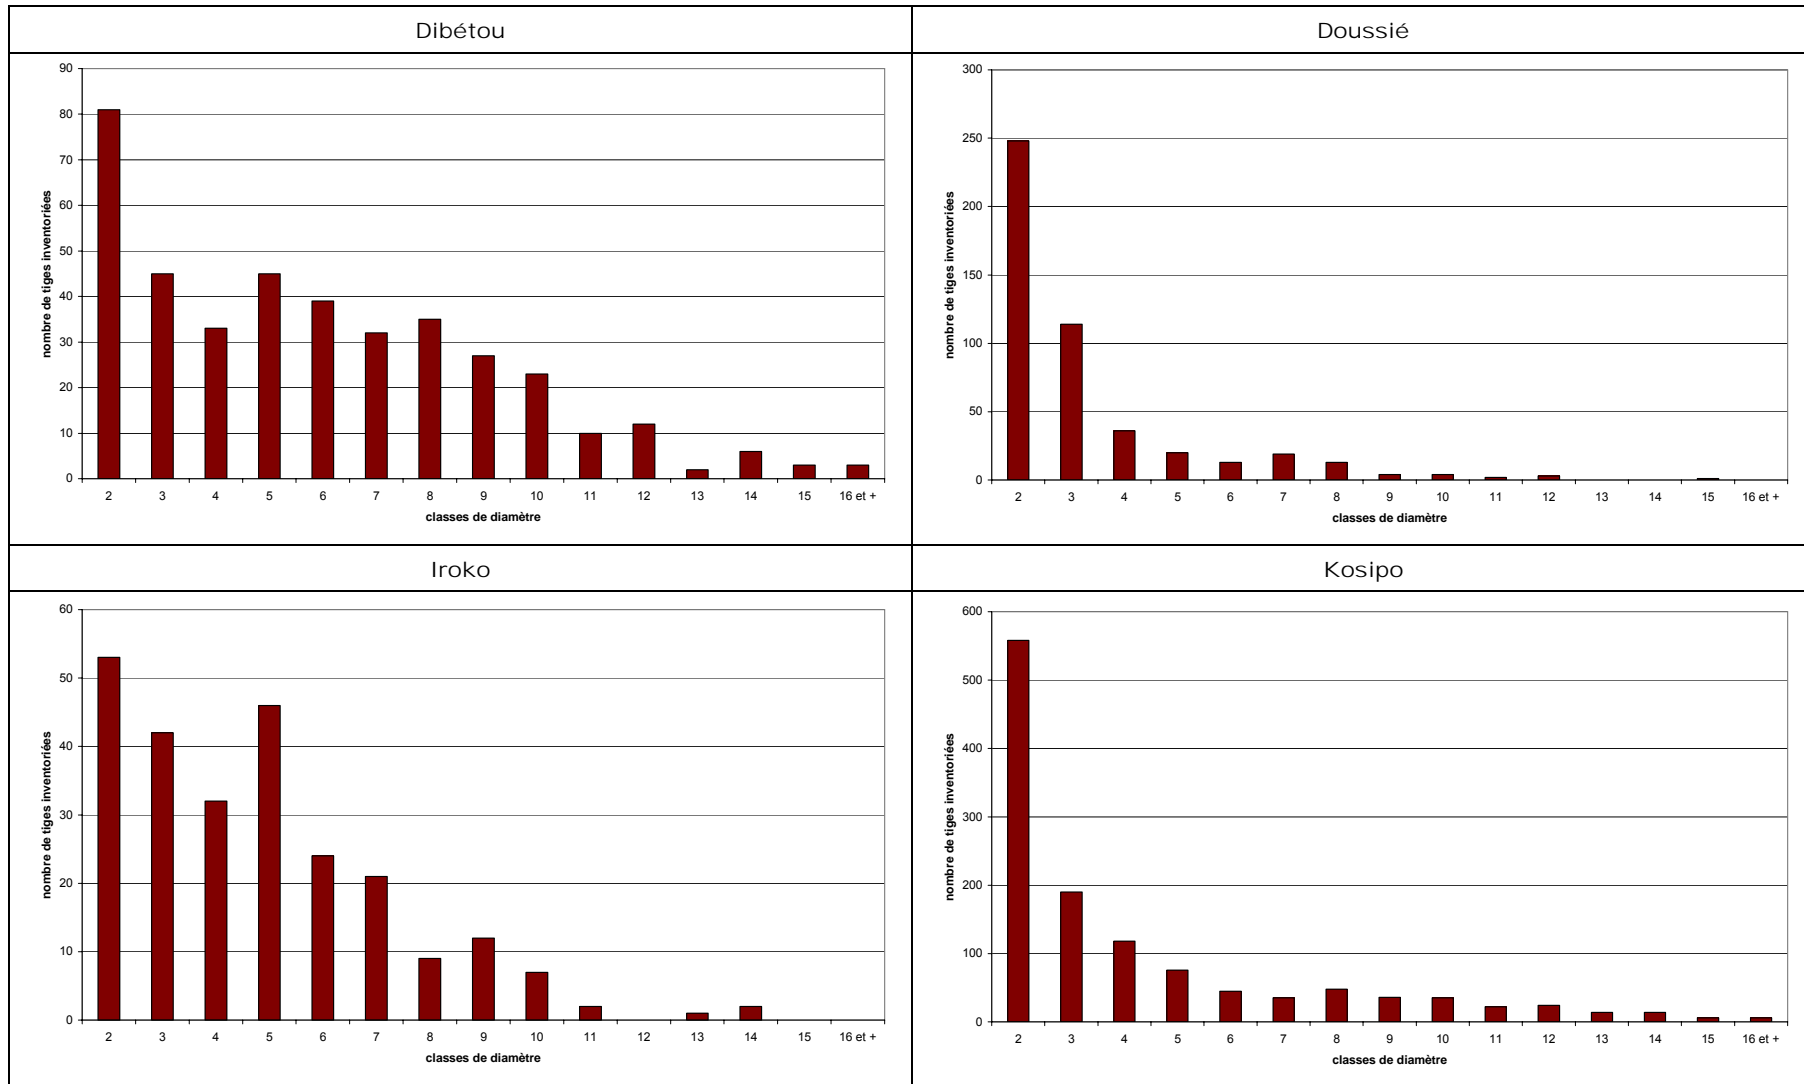 Dibétou
Doussié
90
80
70
60
50
40
30
20
10
0
nombre de tiges inventoriées
2 3 4 5 6 7 8 9 10 11 12 13 14 15 16 et +
classes de diamètre
300
250
200
150
100
50
0
nombre de tiges inventoriées
2 3 4 5 6 7 8 9 10 11 12 13 14 15 16 et +
classes de diamètre
Iroko
Kosipo
60
50
40
30
20
10
0
nombre de tiges inventoriées
2 3 4 5 6 7 8 9 10 11 12 13 14 15 16 et +
classes de diamètre
600
500
400
300
200
100
0
nombre de tiges inventoriées
2 3 4 5 6 7 8 9 10 11 12 13 14 15 16 et +
classes de diamètre